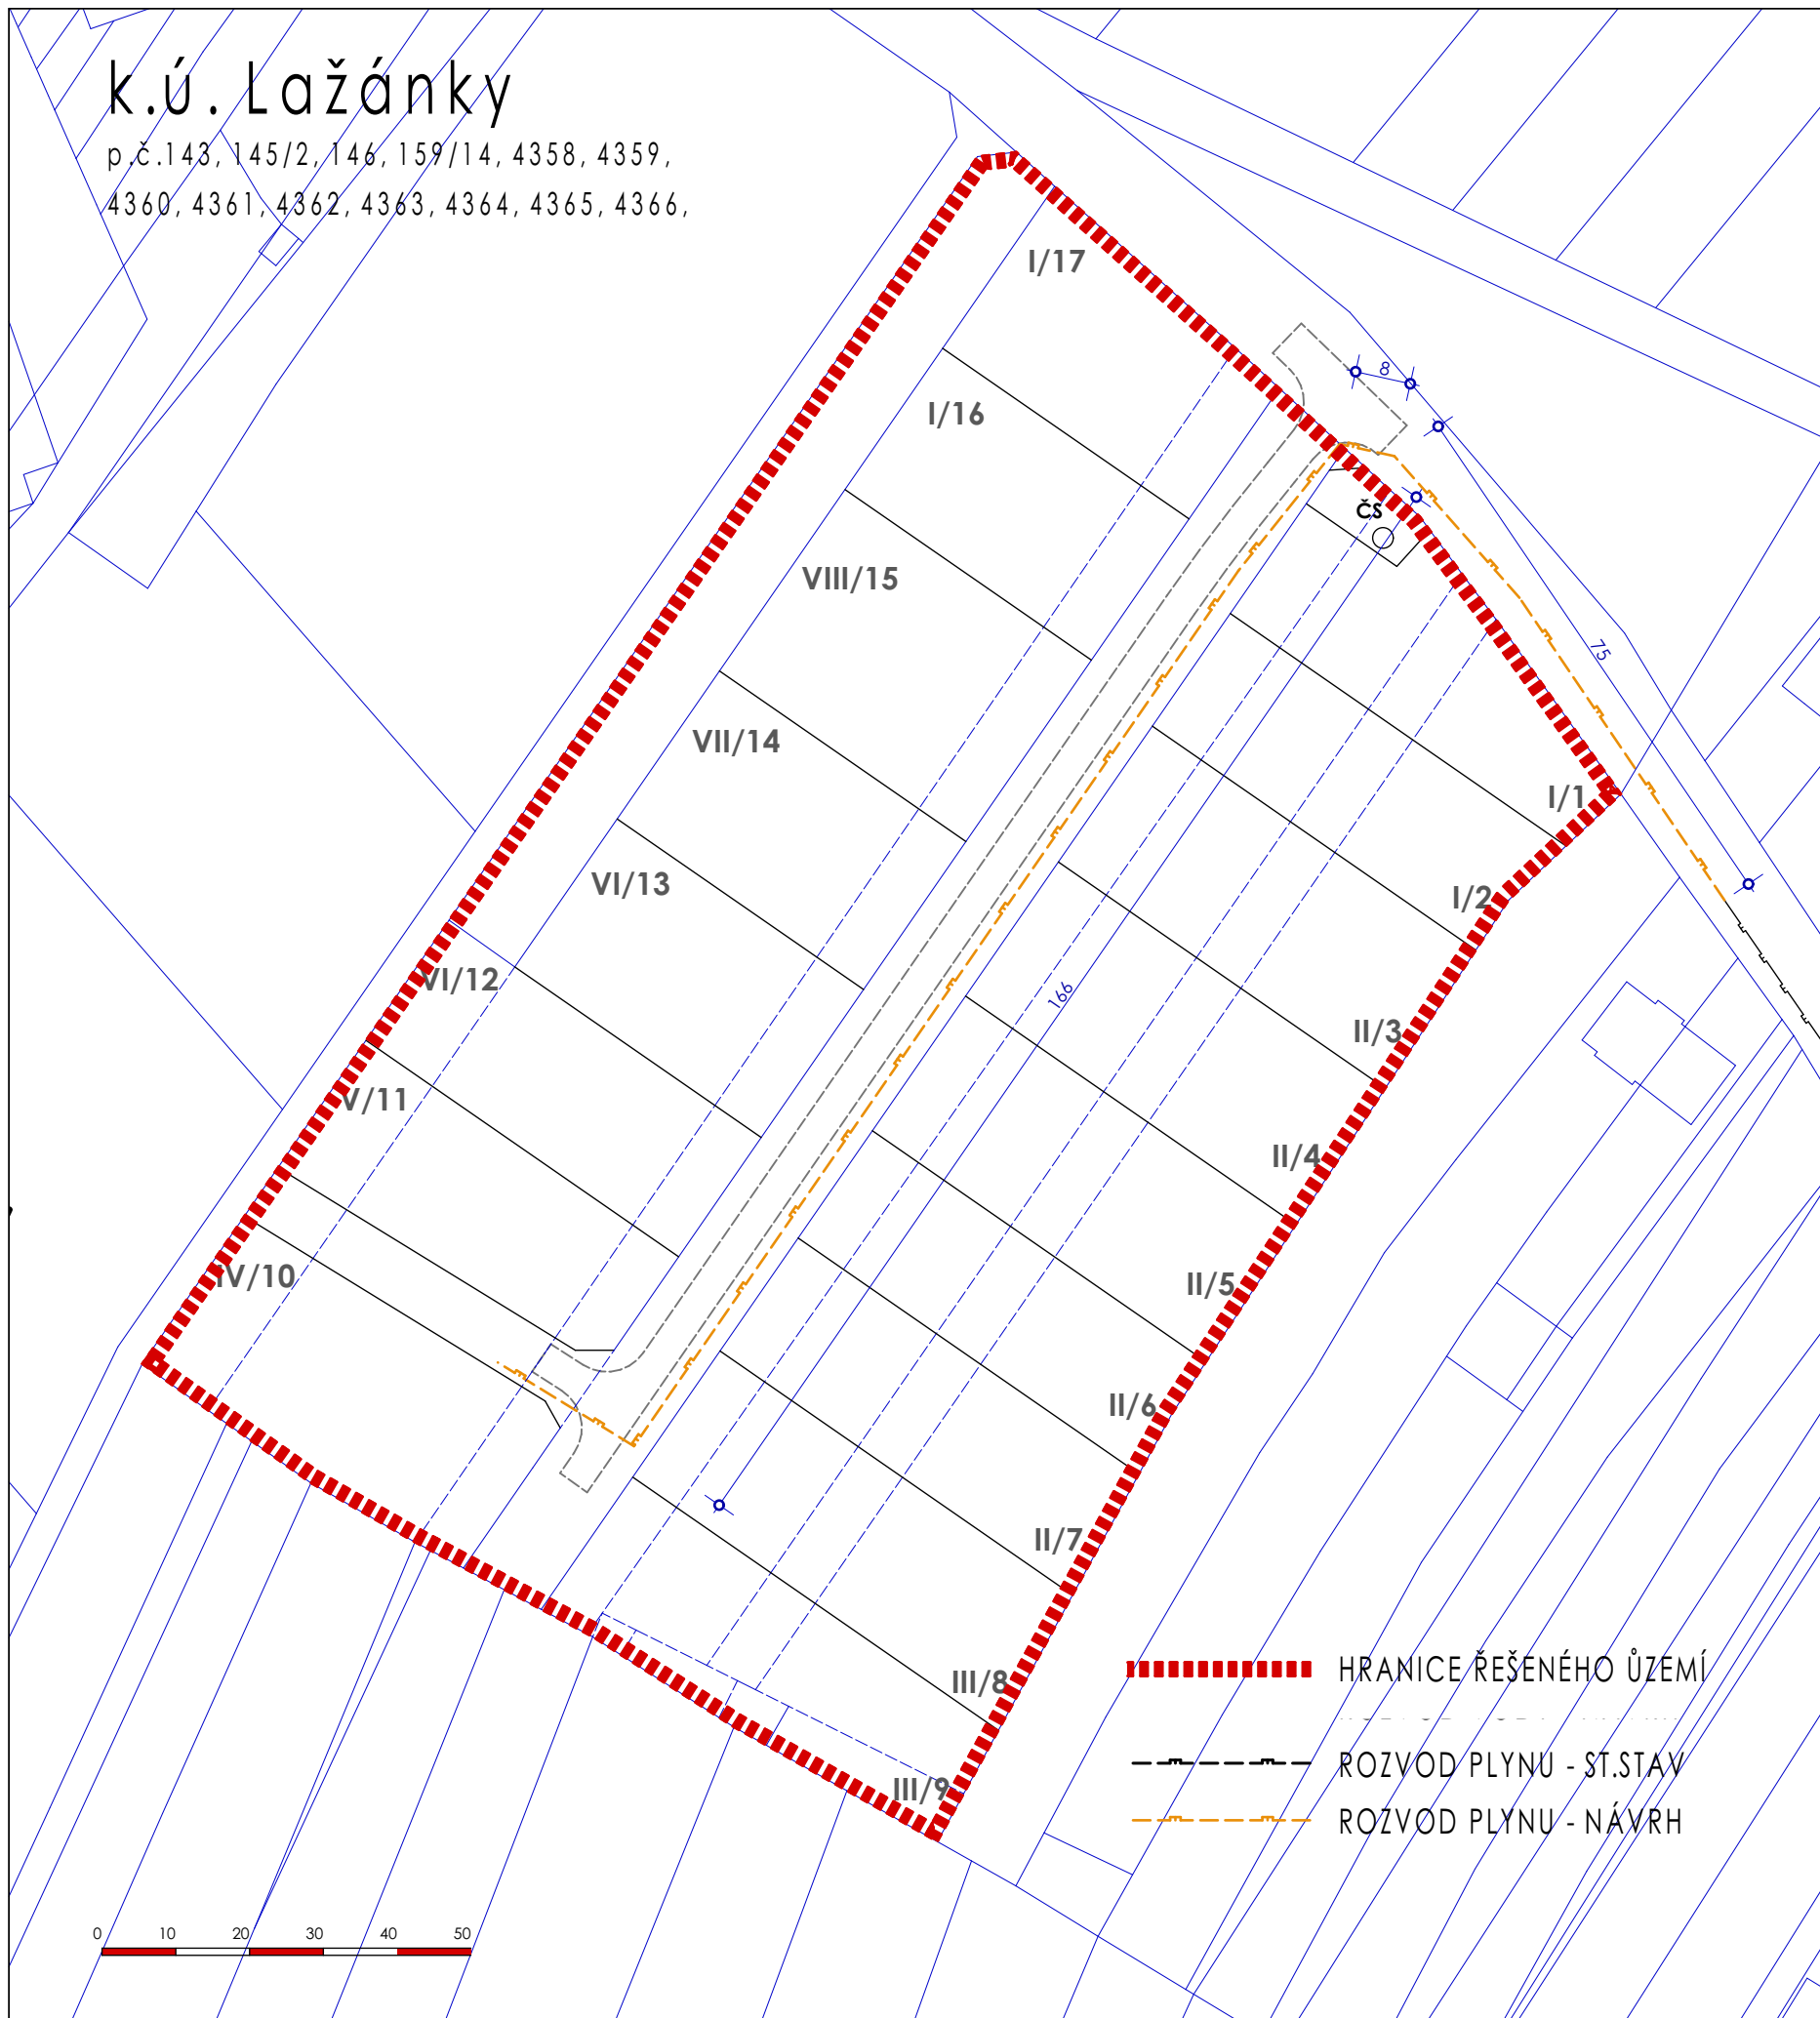 k.ú. Lažánky
p.č.143, 145/2, 146, 159/14, 4358, 4359,
4360, 4361, 4362, 4363, 4364, 4365, 4366,
I/17
8
I/16
ČS
VIII/15
75
VII/14
I/1
VI/13
I/2
VI/12
166
II/3
V/11
II/4
IV/10
II/5
II/6
II/7
III/8
III/9
HRANICE ŘEŠENÉHO ŮZEMÍ
ROZVOD PLYNU - ST.STAV
ROZVOD PLYNU - NÁVRH
0 10 20 30 40 50